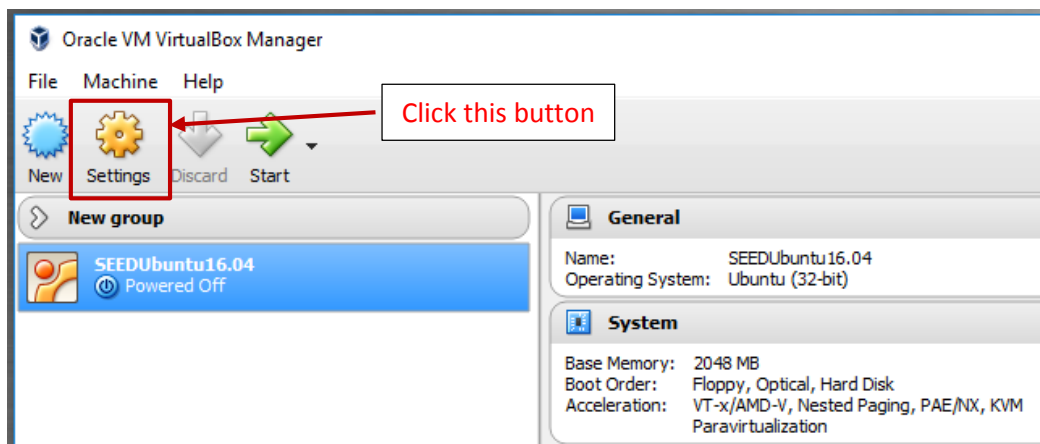 Oracle VM VirtualBox Manager
File Machine Help
Click this button
New Settings Discard Start
New group
SEEDUbuntu16.04
Powered Off
General
Name: SEEDUbuntu16.04
Operating System: Ubuntu (32-bit)
System
Base Memory: 2048 MB
Boot Order: Floppy, Optical, Hard Disk
Acceleration: VT-x/AMD-V, Nested Paging, PAE/NX, KVM
Paravirtualization